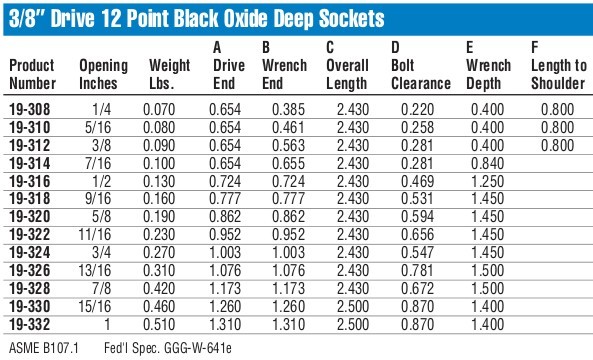 3/8″ Drive 12 Point Black Oxide Deep Sockets
A B C D E F
Product Opening Weight Drive Wrench Overall Bolt Wrench Length to
Number Inches Lbs. End End Length Clearance Depth Shoulder
19-308 1/4 0.070 0.654 0.385 2.430 0.220 0.400 0.800
19-310 5/16 0.080 0.654 0.461 2.430 0.258 0.400 0.800
19-312 3/8 0.090 0.654 0.563 2.430 0.281 0.400 0.800
19-314 7/16 0.100 0.654 0.655 2.430 0.281 0.840
19-316 1/2 0.130 0.724 0.724 2.430 0.469 1.250
19-318 9/16 0.160 0.777 0.777 2.430 0.531 1.450
19-320 5/8 0.190 0.862 0.862 2.430 0.594 1.450
19-322 11/16 0.230 0.952 0.952 2.430 0.656 1.450
19-324 3/4 0.270 1.003 1.003 2.430 0.547 1.450
19-326 13/16 0.310 1.076 1.076 2.430 0.781 1.500
19-328 7/8 0.420 1.173 1.173 2.430 0.672 1.500
19-330 15/16 0.460 1.260 1.260 2.500 0.870 1.400
19-332 1 0.510 1.310 1.310 2.500 0.870 1.400
ASME B107.1 Fed'l Spec. GGG-W-641e